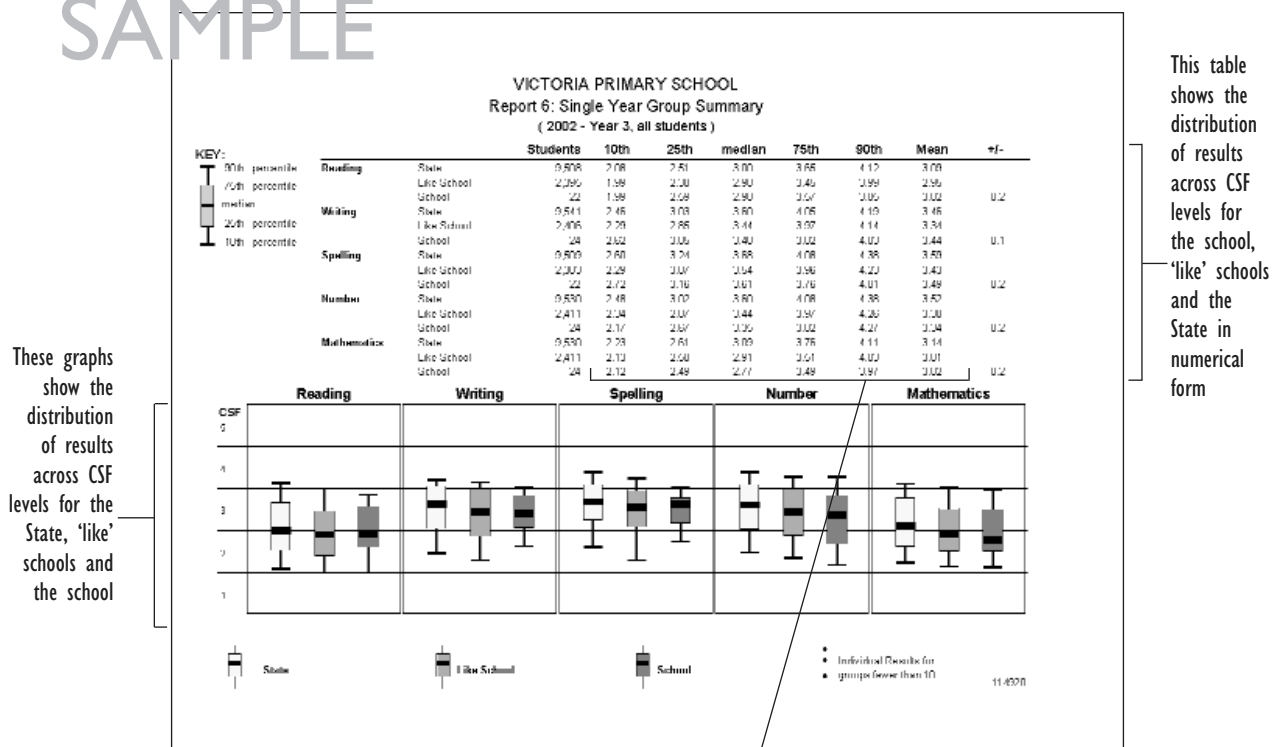 SAMPLE
VICTORIA PRIMARY SCHOOL
Report 6: Single Year Group Summary
( 2002 - Year 3, all students )
KEY:
90th percentile
75th percentile
median
25th percentile
10th percentile
Students 10th 25th median 75th 90th Mean +/-
Reading State 9,508 2.08 2.51 3.00 3.65 4.12 3.09
Like School 2,395 1.99 2.38 2.90 3.45 3.99 2.95
School 22 1.99 2.59 2.90 3.57 3.85 3.02 0.2
Writing State 9,541 2.46 3.03 3.60 4.05 4.19 3.46
Like School 2,406 2.29 2.85 3.44 3.97 4.14 3.34
School 24 2.62 3.05 3.40 3.82 4.03 3.44 0.1
Spelling State 9,509 2.60 3.24 3.68 4.08 4.38 3.59
Like School 2.29 3.07 3.54 3.96 4.23 3.43
School 22 2.72 3.16 3.61 3.76 4.01 3.49 0.2
Number State 9,530 2.48 3.02 3.60 4.08 4.38 3.52
Like School 2,411 2.34 2.87 3.44 3.97 4.26 3.38
School 24 2.17 2.67 3.35 3.82 4.27 3.34 0.2
Mathematics State 9,530 2.23 2.61 3.09 3.76 4.11 3.14
Like School 2,411 2.13 2.50 2.91 3.51 4.03 3.01
School 24 2.12 2.49 2.77 3.49 3.97 3.02 0.2
This table
shows the
distribution
of results
across CSF
levels for
the school,
‘like’ schools
and the
State in
numerical
form
These graphs
show the
distribution
of results
across CSF
levels for the
State, ‘like’
schools and
the school
Reading Writing Spelling Number Mathematics
CSF
5
4
3
2
1
State Like School School
Individual Results for
groups fewer than 10